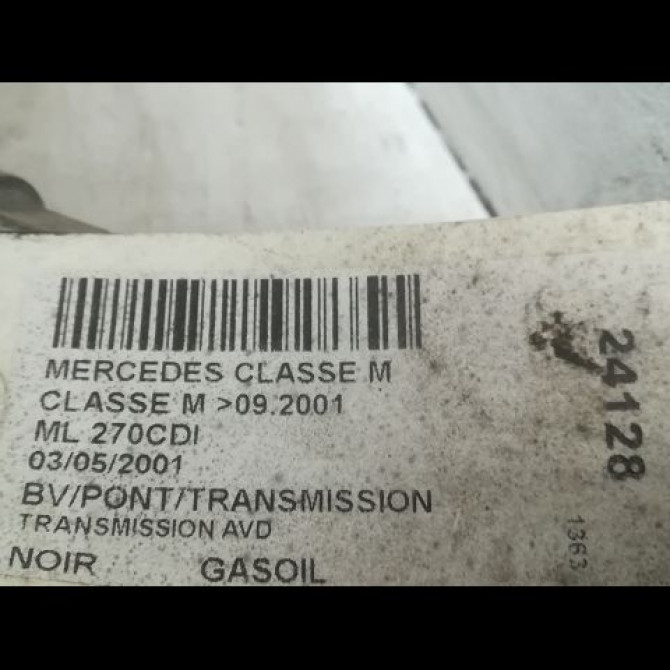 MERCEDES CLASSE M
CLASSE M >09.2001
ML 270CDI
03/05/2001
BV/PONT/TRANSMISSION
TRANSMISSION AVD
NOIR GASOIL
24128
1363